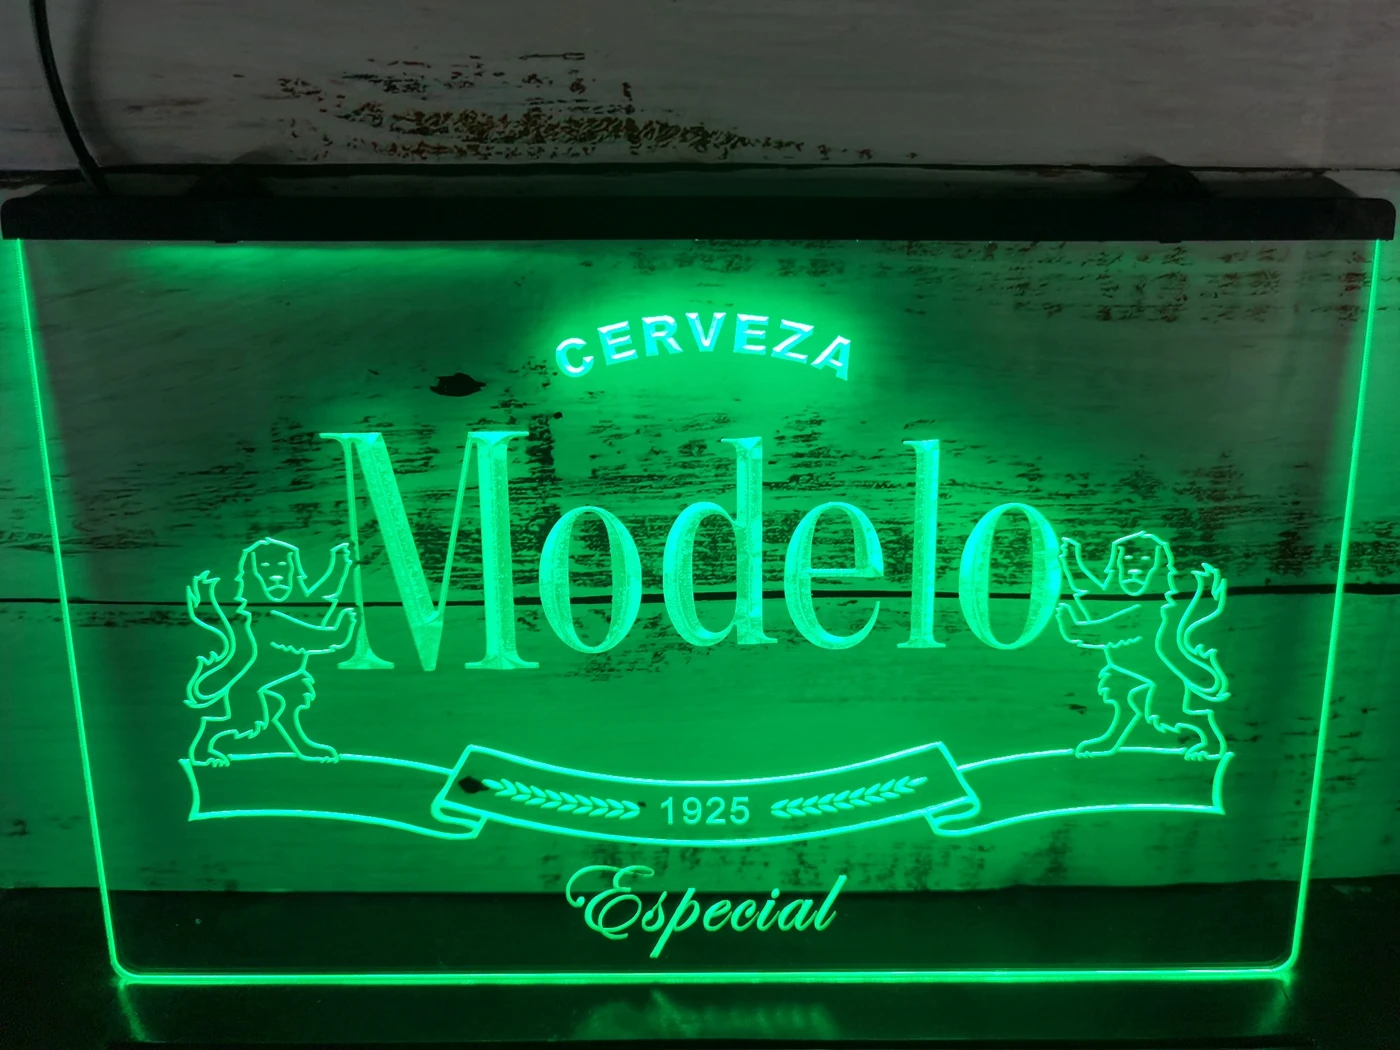 CERVEZA
Modelo
1925
Especial